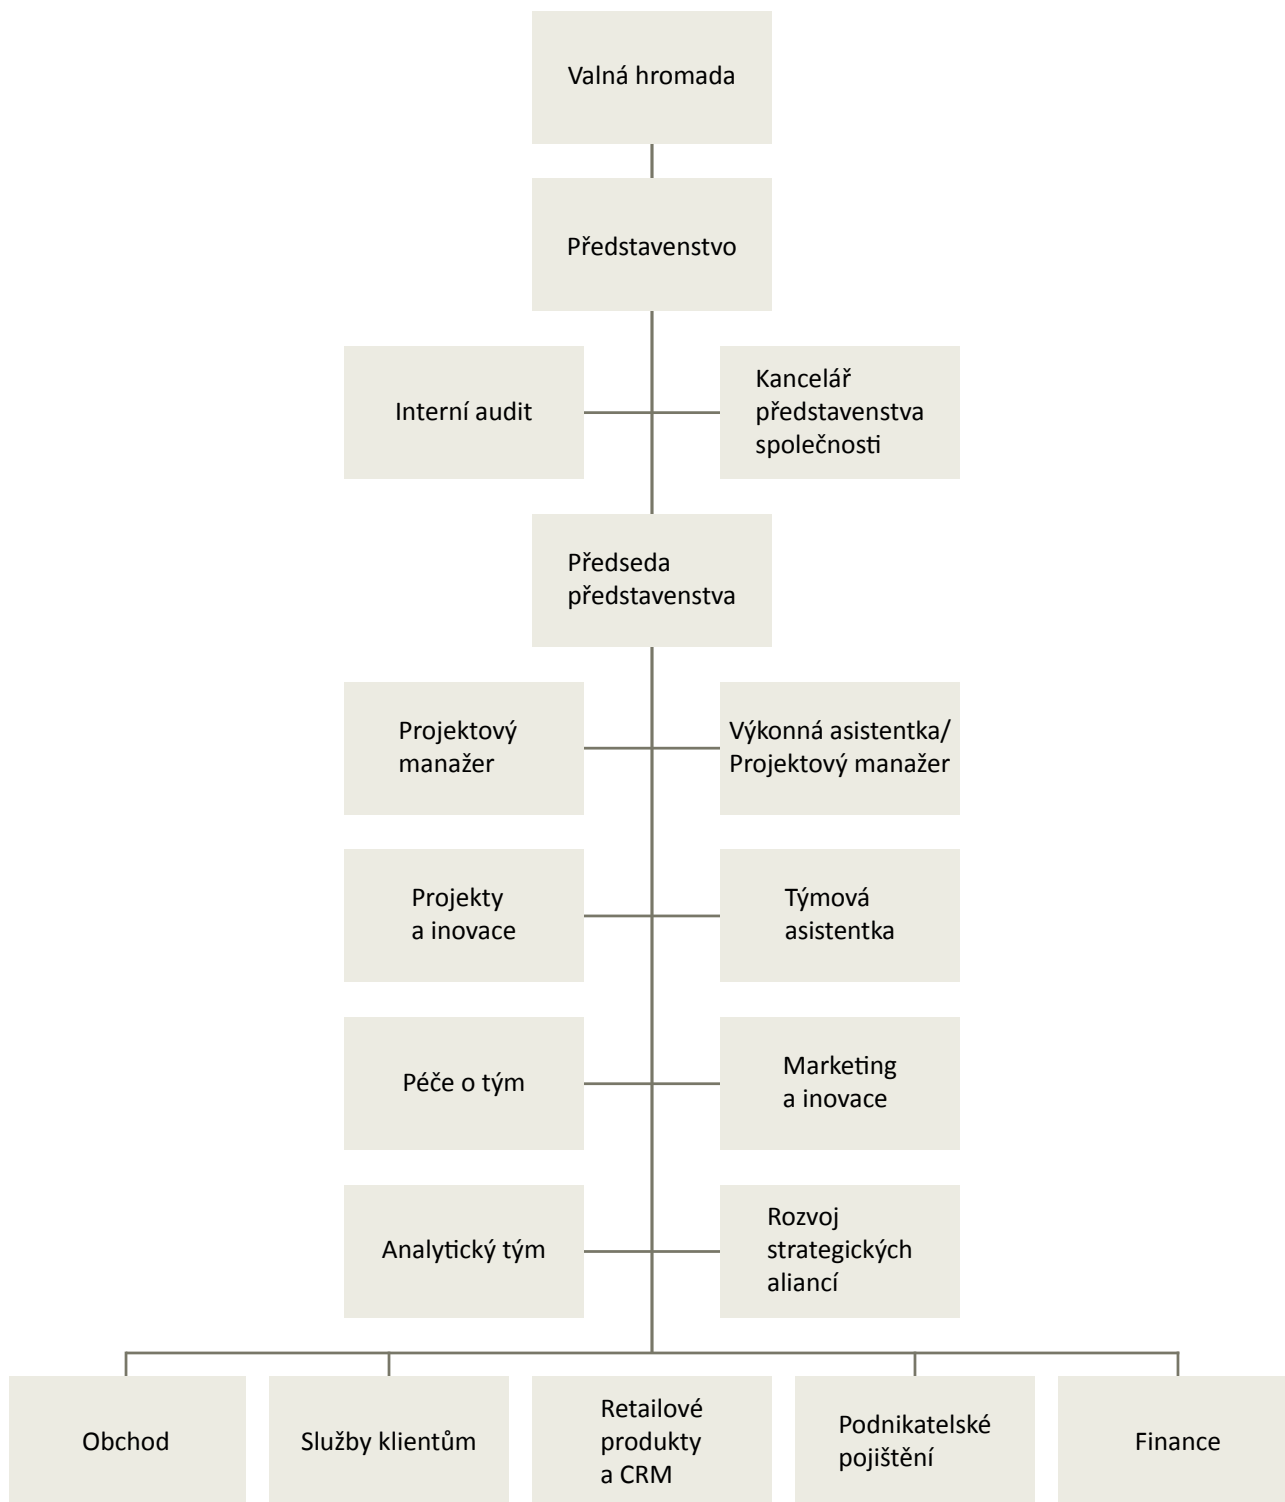 Valná hromada
Představenstvo
Interní audit
Kancelář
představenstva
společnosti
Předseda
představenstva
Projektový
manažer
Výkonná asistentka/
Projektový manažer
Projekty
a inovace
Týmová
asistentka
Péče o tým
Marketing
a inovace
Analytický tým
Rozvoj
strategických
aliancí
Obchod
Služby klientům
Retailové
produkty
a CRM
Podnikatelské
pojištění
Finance